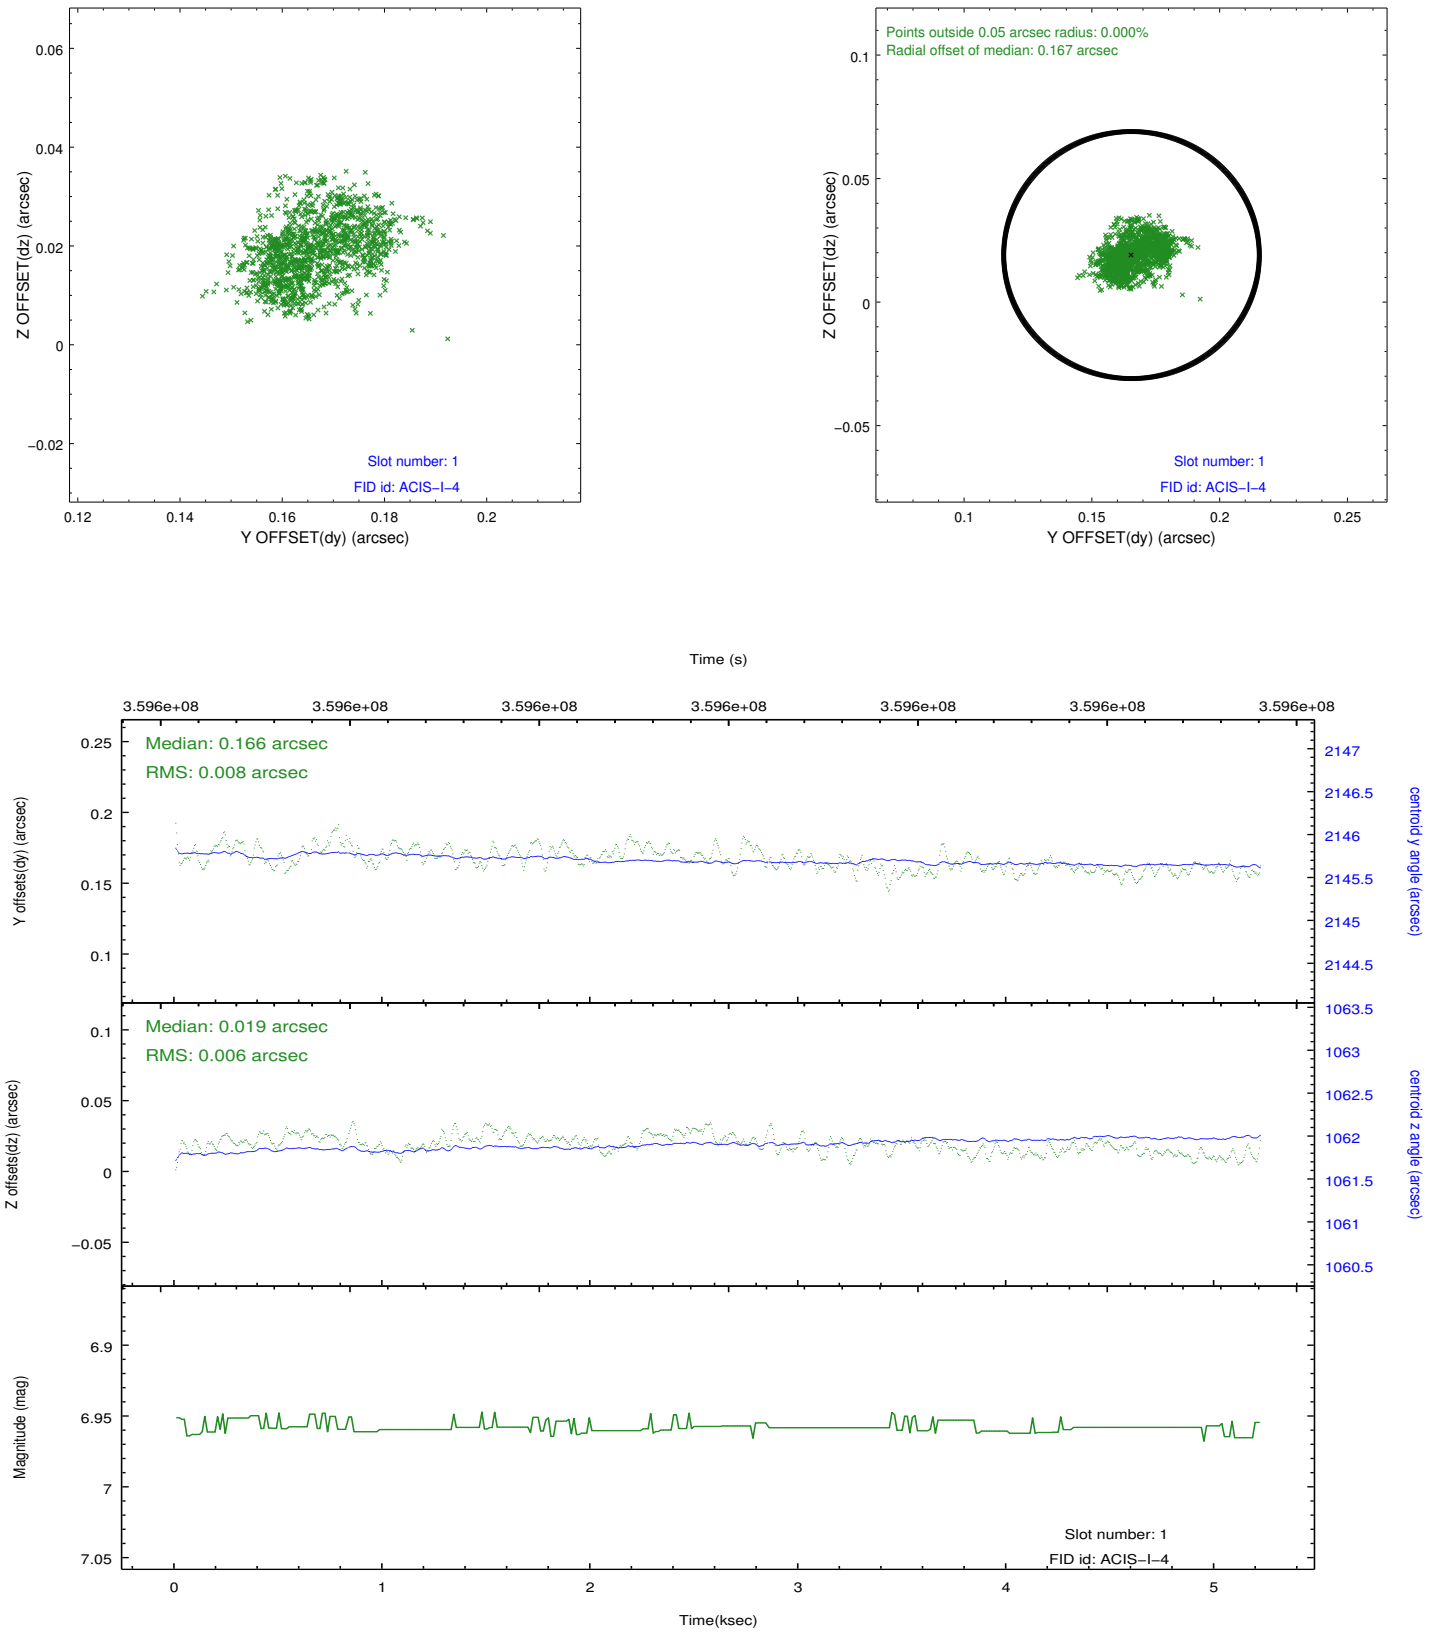 0.06
0.04
0.02
0
−0.02
Z OFFSET(dz) (arcsec)
Slot number: 1
FID id: ACIS−I−4
0.12 0.14 0.16 0.18 0.2
Y OFFSET(dy) (arcsec)
Points outside 0.05 arcsec radius: 0.000%
Radial offset of median: 0.167 arcsec
0.1
0.05
0
−0.05
Z OFFSET(dz) (arcsec)
Slot number: 1
FID id: ACIS−I−4
0.1 0.15 0.2 0.25
Y OFFSET(dy) (arcsec)
Time (s)
3.596e+08 3.596e+08 3.596e+08 3.596e+08 3.596e+08 3.596e+08 3.596e+08
Median: 0.166 arcsec
RMS: 0.008 arcsec
0.25
0.2
0.15
0.1
Y offsets(dy) (arcsec)
2147
2146.5
2146
2145.5
2145
2144.5
centroid y angle (arcsec)
Median: 0.019 arcsec
RMS: 0.006 arcsec
0.1
0.05
0
−0.05
Z offsets(dz) (arcsec)
1063.5
1063
1062.5
1062
1061.5
1061
1060.5
centroid z angle (arcsec)
6.9
6.95
7
7.05
Magnitude (mag)
Slot number: 1
FID id: ACIS−I−4
0 1 2 3 4 5
Time(ksec)